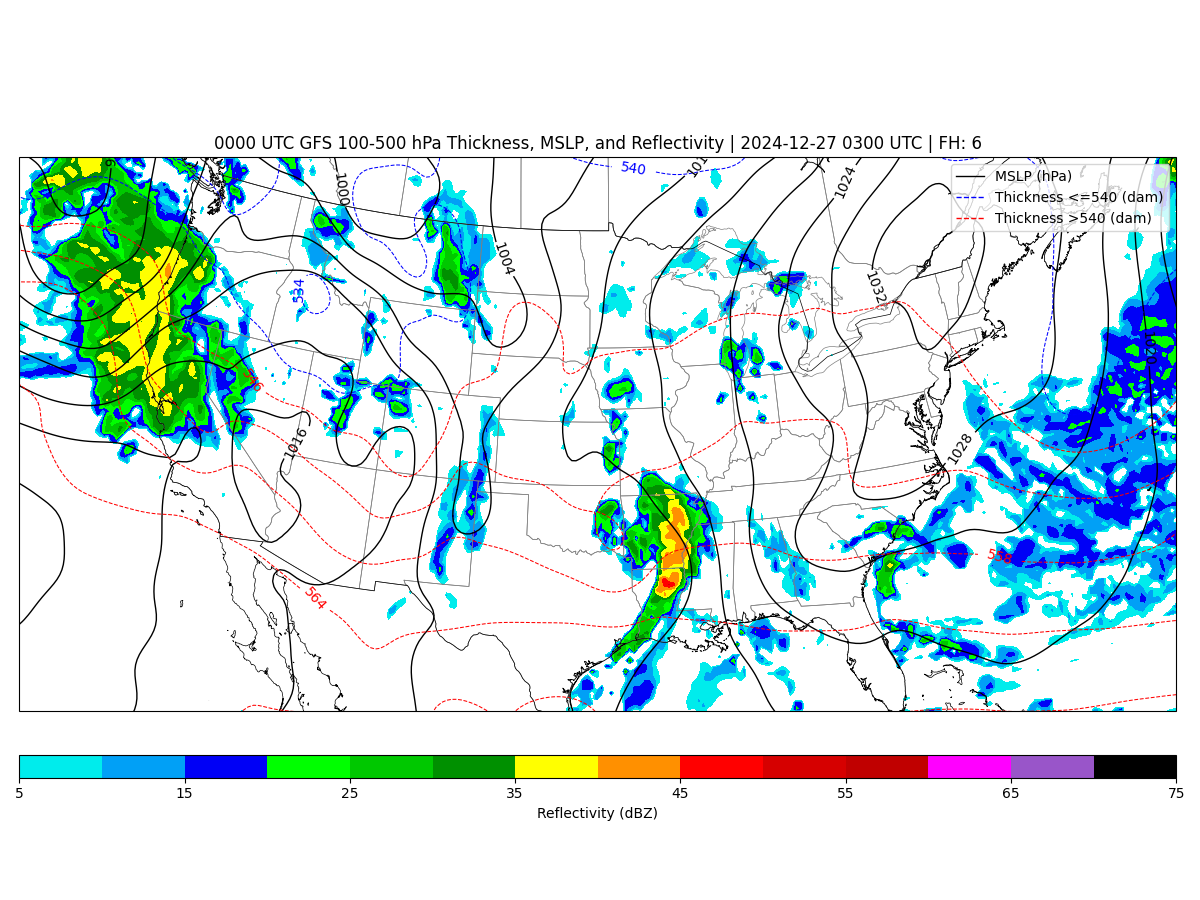 0000 UTC GFS 100-500 hPa Thickness, MSLP, and Reflectivity | 2024-12-27 0300 UTC | FH: 6
MSLP (hPa)
Thickness <=540 (dam)
Thickness >540 (dam)
540
1000
1024
1004
534
1032
1016
1028
564
5 15 25 35 45 55 65 75
Reflectivity (dBZ)